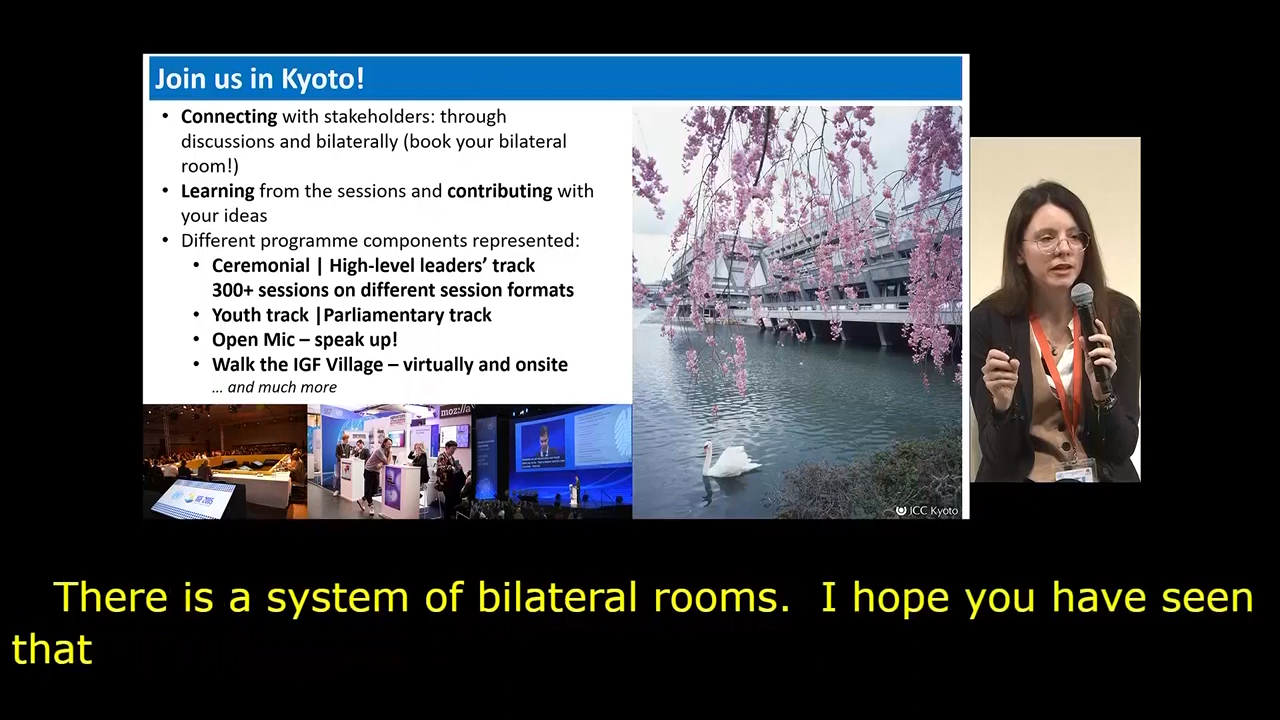 Join us in Kyoto!
• Connecting with stakeholders: through
discussions and bilaterally (book your bilateral
room!)
• Learning from the sessions and contributing with
your ideas
• Different programme components represented:
• Ceremonial | High-level leaders’ track
300+ sessions on different session formats
• Youth track |Parliamentary track
• Open Mic – speak up!
• Walk the IGF Village – virtually and onsite
... and much more
moz://a
ICC Kyoto
There is a system of bilateral rooms.  I hope you have seen
that